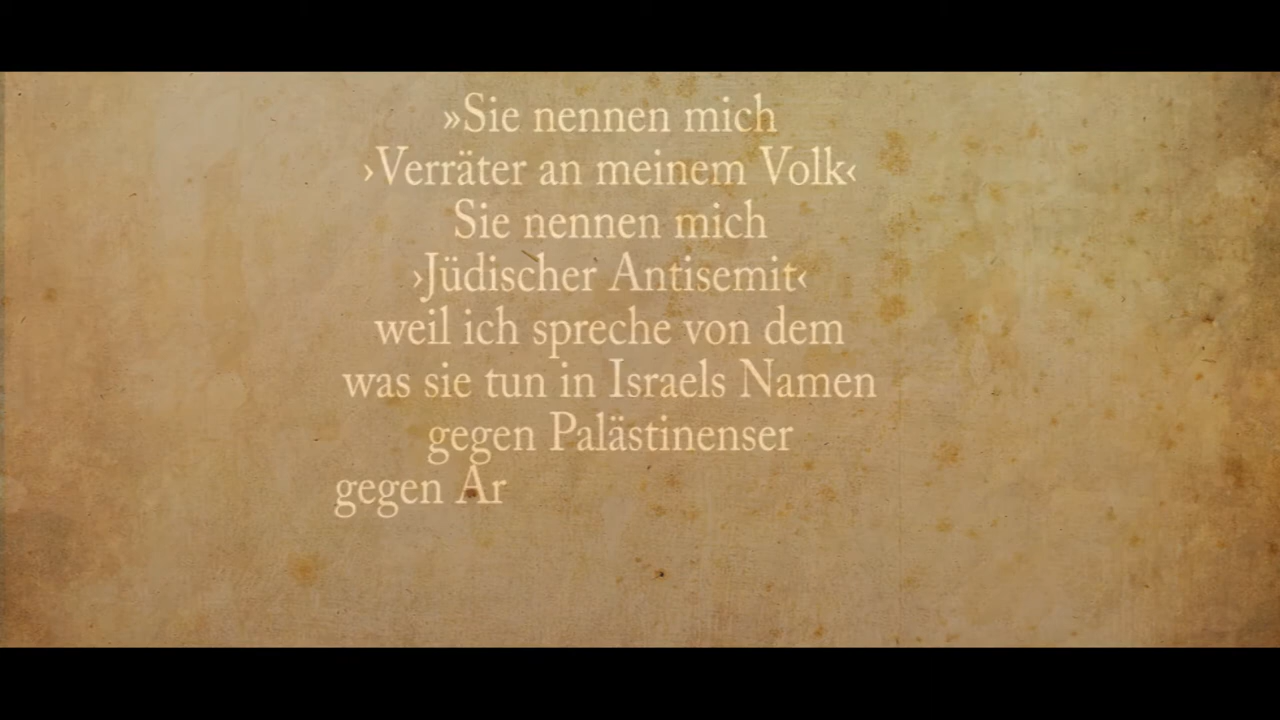 »Sie nennen mich
›Verräter an meinem Volk‹
Sie nennen mich
›Jüdischer Antisemit‹
weil ich spreche von dem
was sie tun in Israels Namen
gegen Palästinenser
gegen Ar